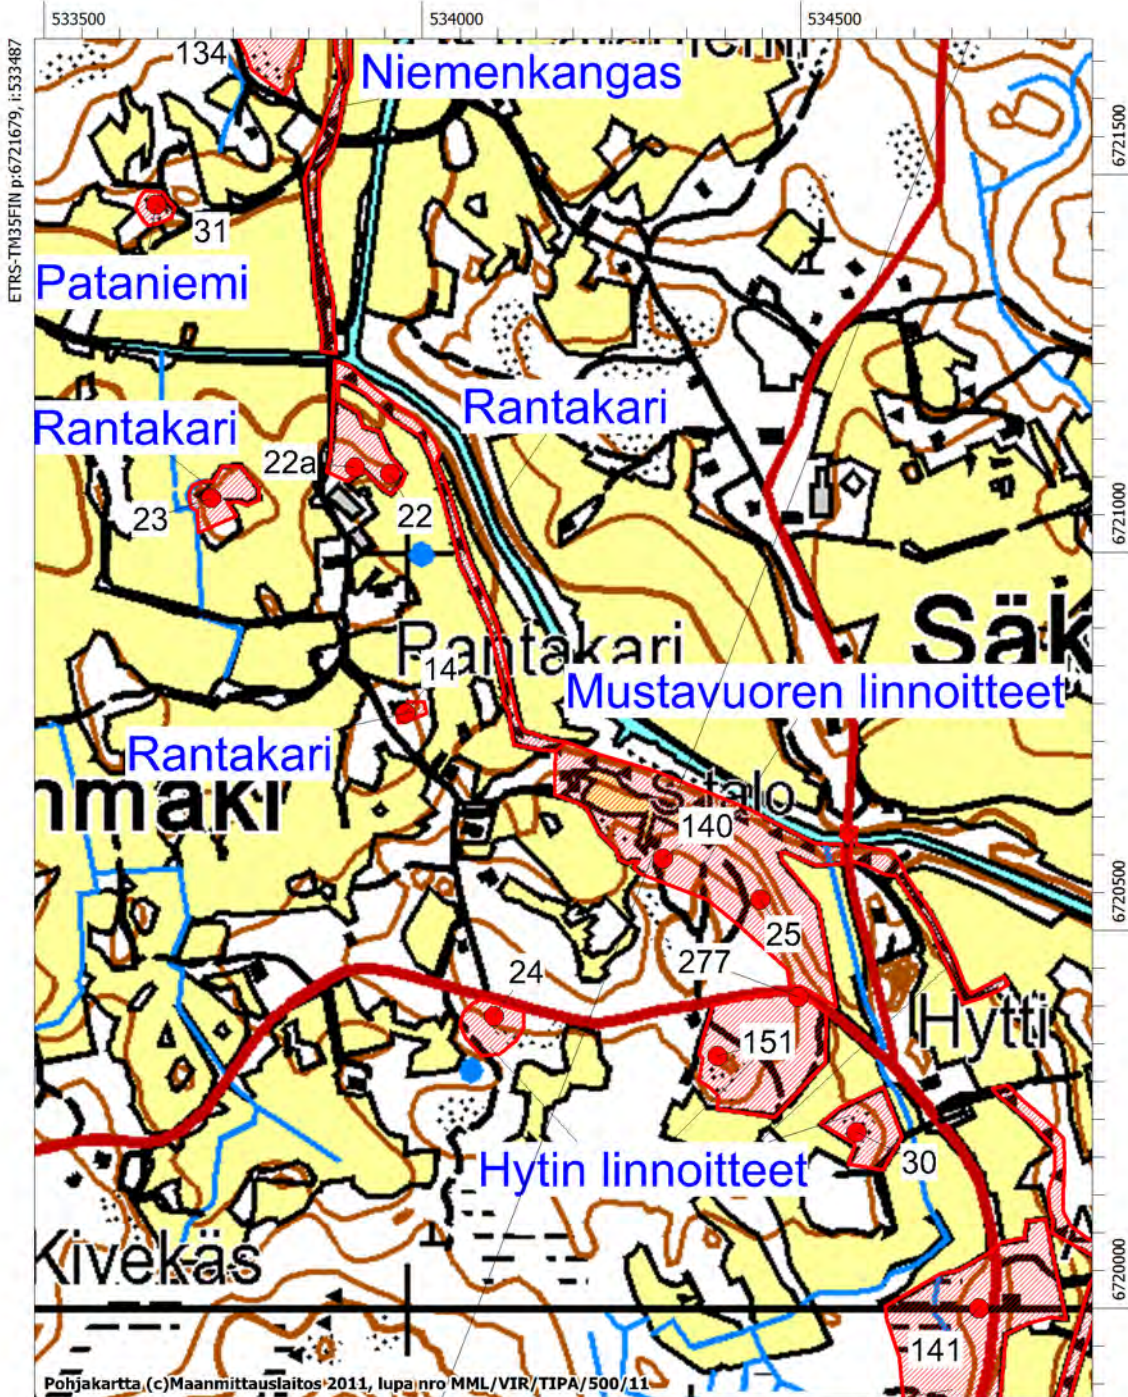 533500
534000
534500
ETRS-TM35FIN p:6721679, i:533487
134
Niemenkangas
6721500
31
Pataniemi
Rantakari
Rantakari
22a
23
22
6721000
Säk
Rantakari
14
Mustavuoren linnoitteet
Rantakari
nmäki
S.talo
140
6720500
25
277
24
Hytti
151
Hytin linnoitteet
30
Kivekäs
6720000
141
Pohjakartta (c)Maanmittauslaitos 2011, lupa nro MML/VIR/TIPA/500/11